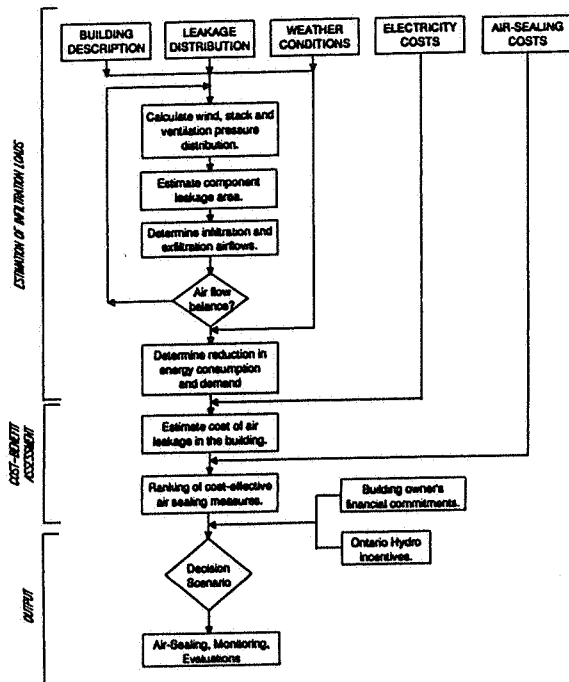 BUILDING
DESCRIPTION
LEAKAGE
DISTRIBUTION
WEATHER
CONDITIONS
ELECTRICITY
COSTS
AIR-SEALING
COSTS
ESTIMATION OF INFILTRATION LOADS
Calculate wind, stack and
ventilation pressure
distribution.
Estimate component
leakage area.
Determine infiltration and
exfiltration airflows.
Air flow
balance?
Determine reduction in
energy consumption
and demand
COST-BENEFIT
ASSESSMENT
Estimate cost of air
leakage in the building.
Ranking of cost-effective
air sealing measures.
Building owner's
financial commitments.
Ontario Hydro
incentives.
OUTPUT
Decision
Scenario
Air-Sealing, Monitoring,
Evaluations